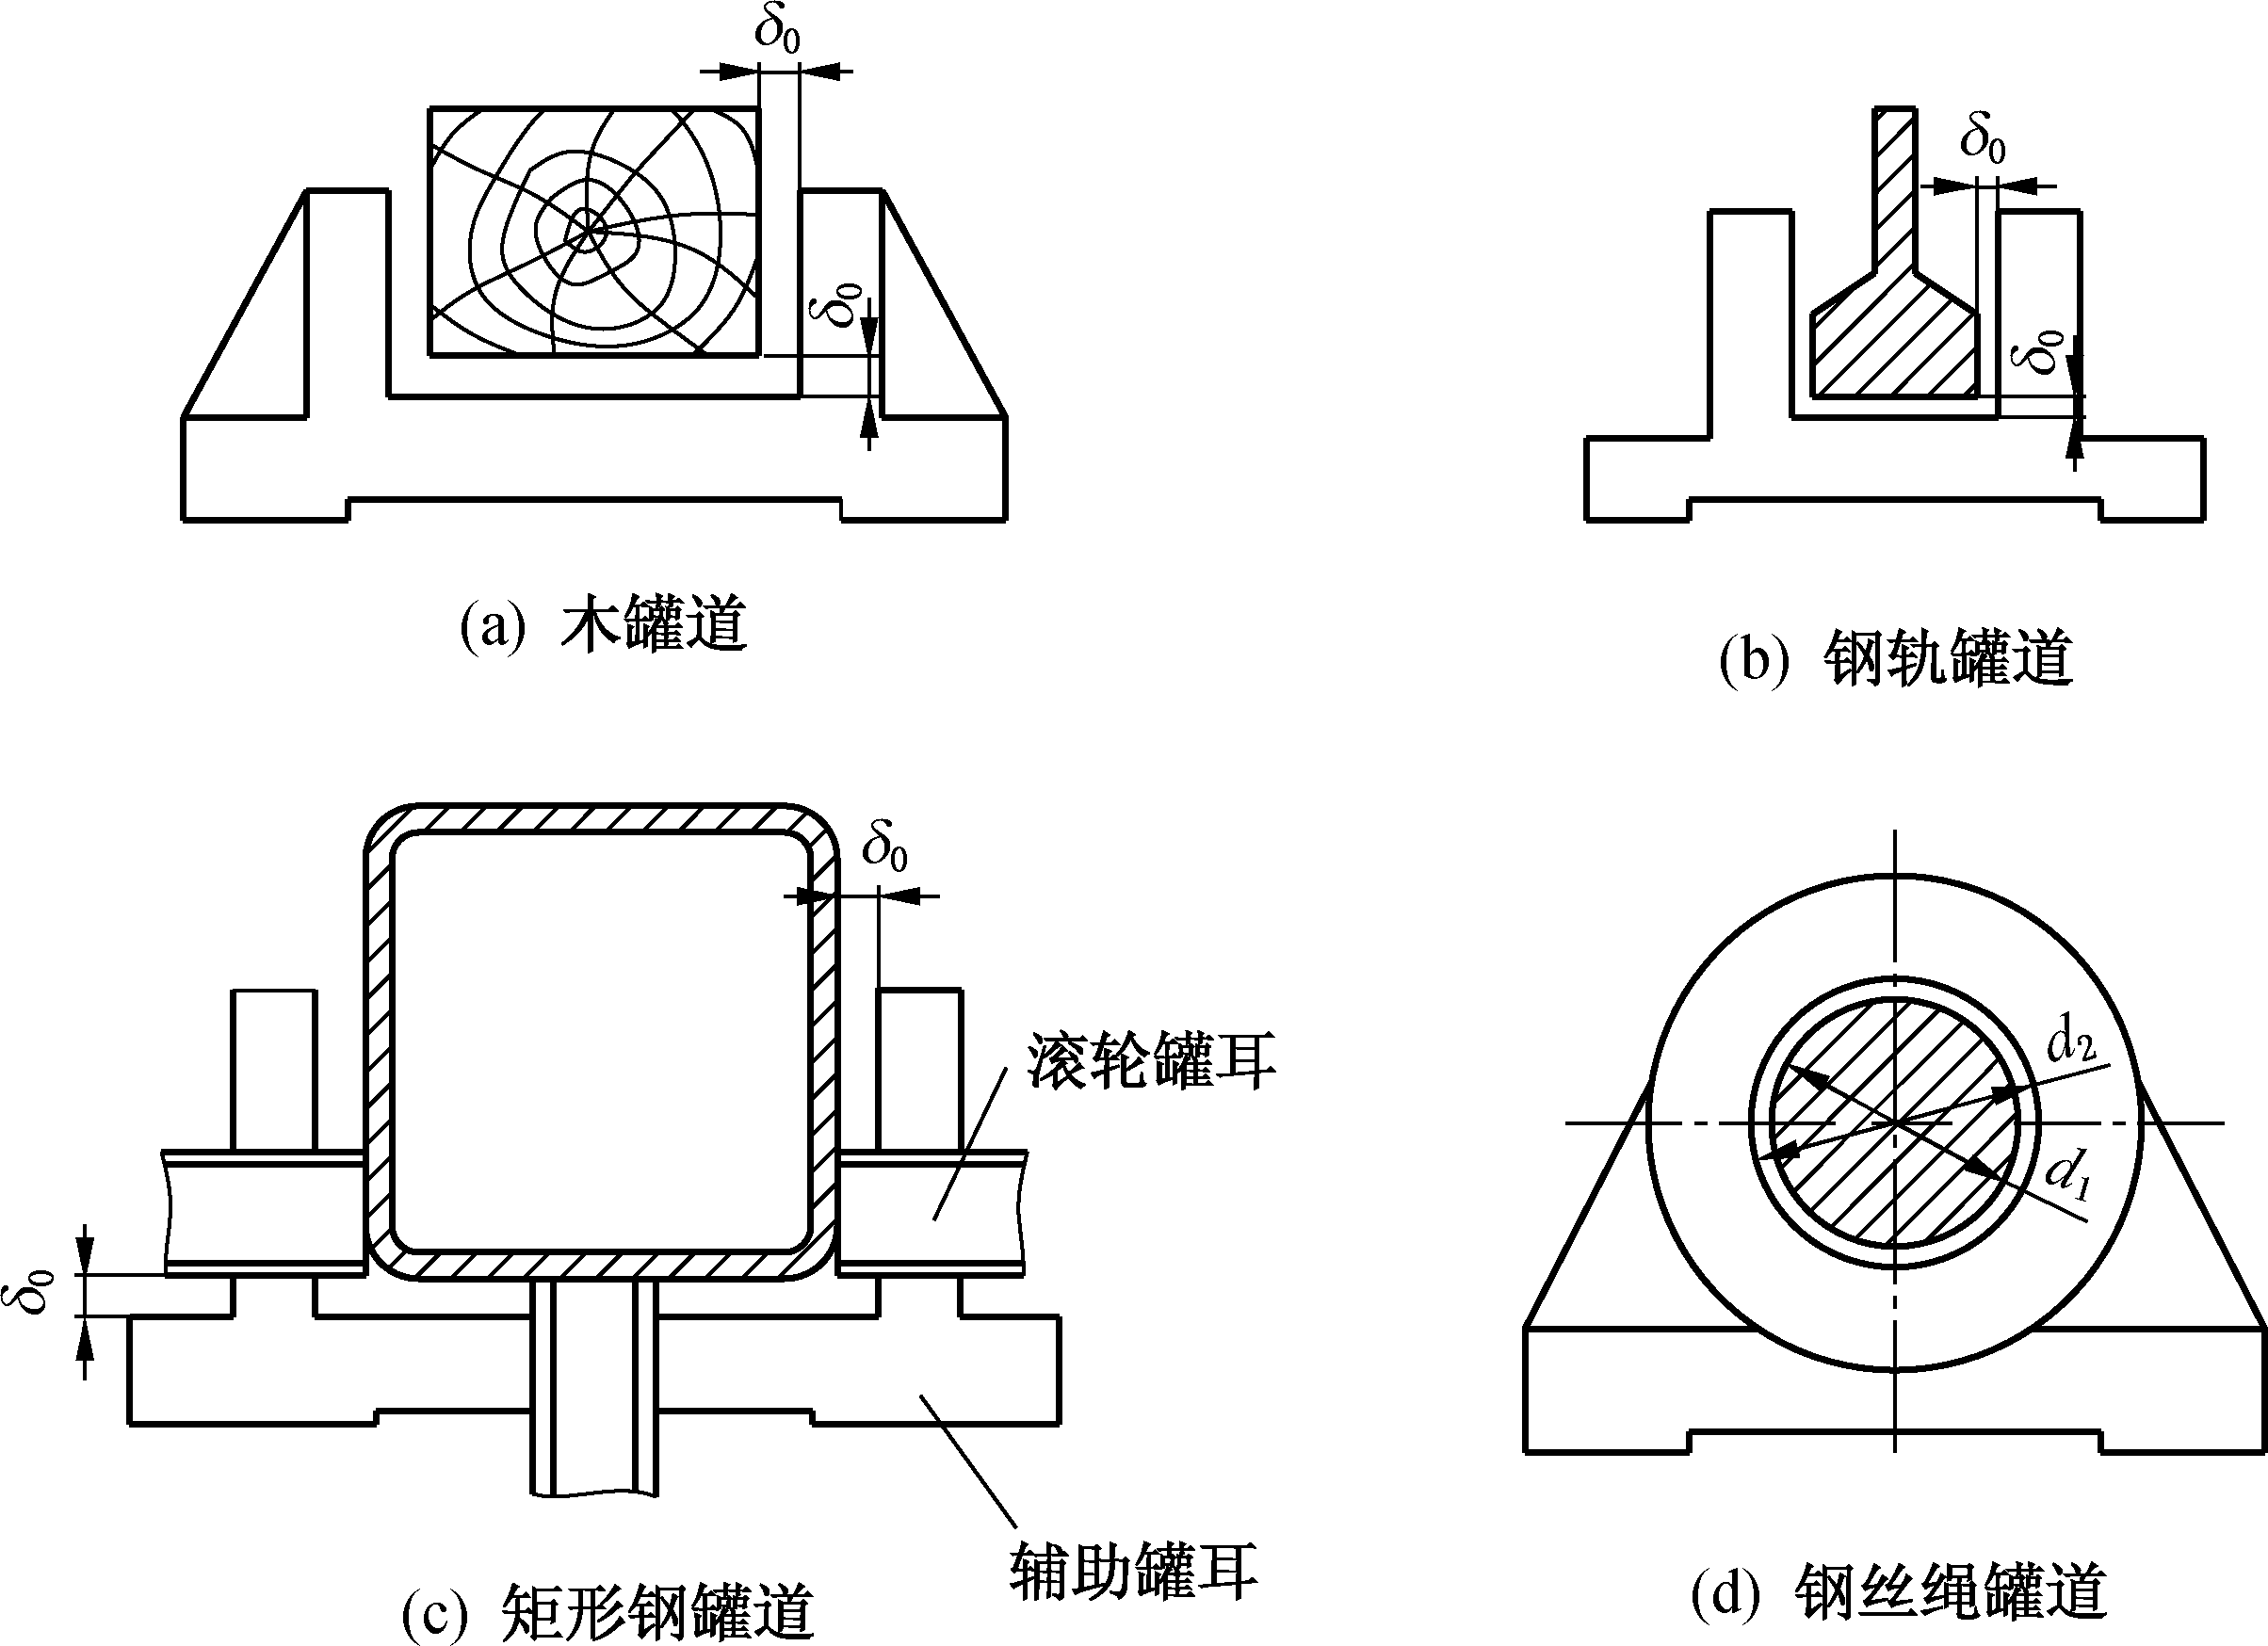 δ0
δ0
δ0
δ0
(a) 木罐道
(b) 钢轨罐道
δ0
滚轮罐耳
d2
d1
δ0
辅助罐耳
(c) 矩形钢罐道
(d) 钢丝绳罐道